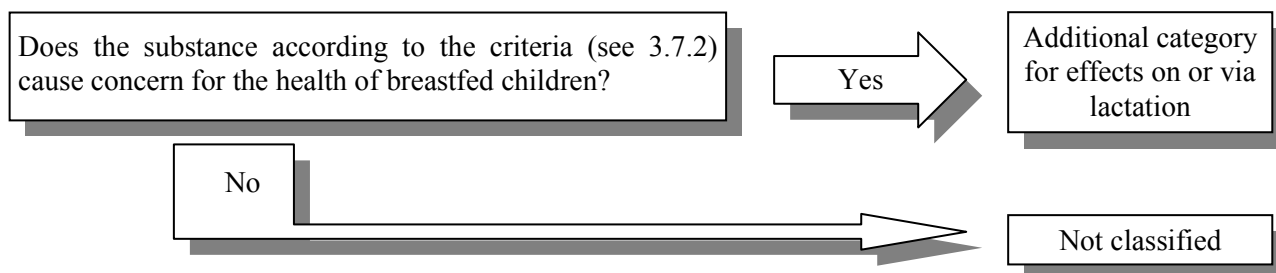 Does the substance according to the criteria (see 3.7.2)
cause concern for the health of breastfed children?
Yes
Additional category
for effects on or via
lactation
No
Not classified